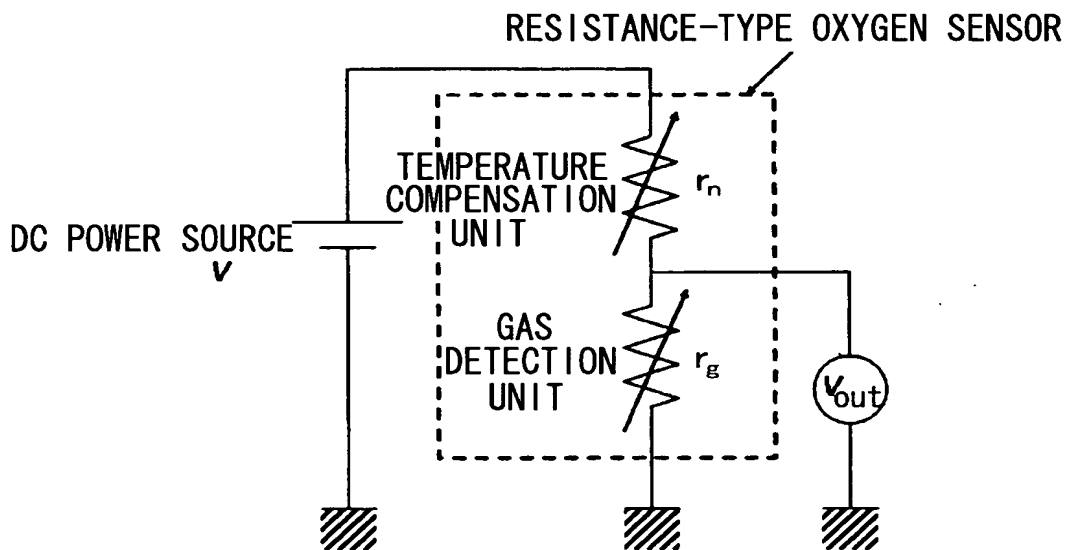 RESISTANCE-TYPE OXYGEN SENSOR
TEMPERATURE
COMPENSATION
UNIT
rn
DC POWER SOURCE
V
GAS
DETECTION
UNIT
rg
Vout